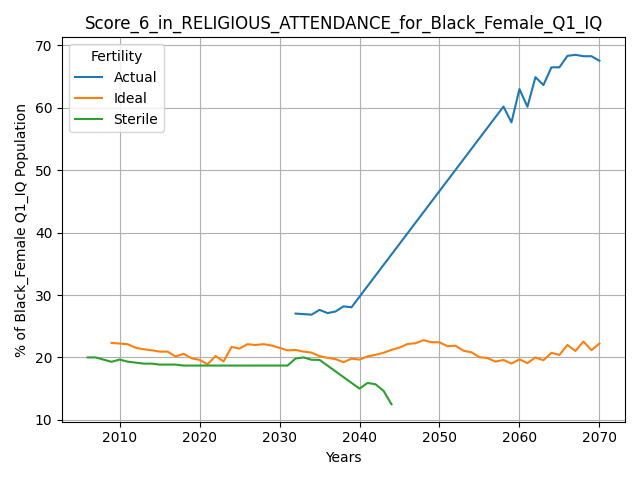 Score_6_in_RELIGIOUS_ATTENDANCE_for_Black_Female_Q1_IQ
Fertility
Actual
Ideal
Sterile
% of Black_Female Q1_IQ Population
70
60
50
40
30
20
10
2010 2020 2030 2040 2050 2060 2070
Years